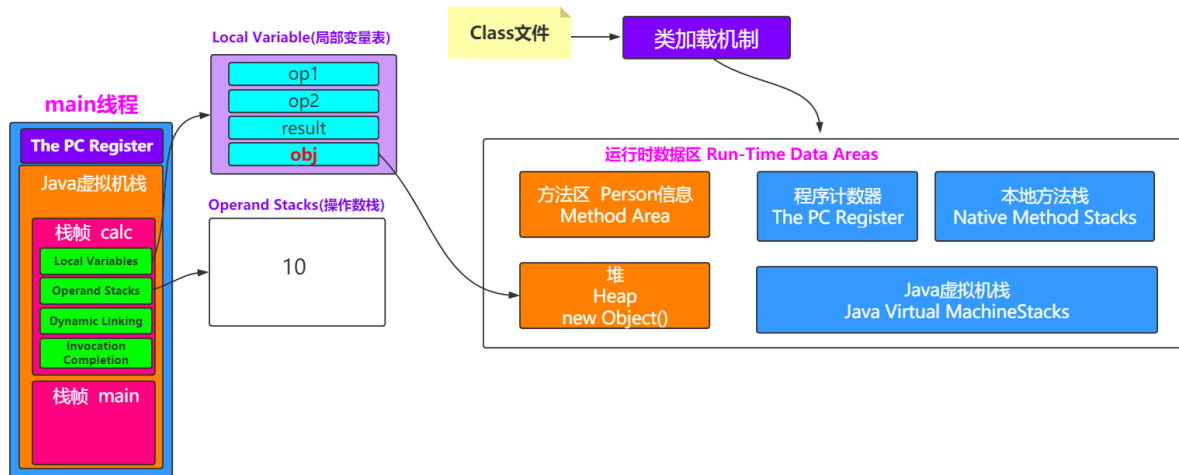 Class文件
类加载机制
Local Variable(局部变量表)
op1
op2
result
obj
main线程
The PC Register
Java虚拟机栈
栈帧 calc
Local Variables
Operand Stacks
Dynamic Linking
Invocation
Completion
栈帧 main
Operand Stacks(操作数栈)
10
运行时数据区 Run-Time Data Areas
方法区 Person信息
Method Area
程序计数器
The PC Register
本地方法栈
Native Method Stacks
堆
Heap
new Object()
Java虚拟机栈
Java Virtual MachineStacks